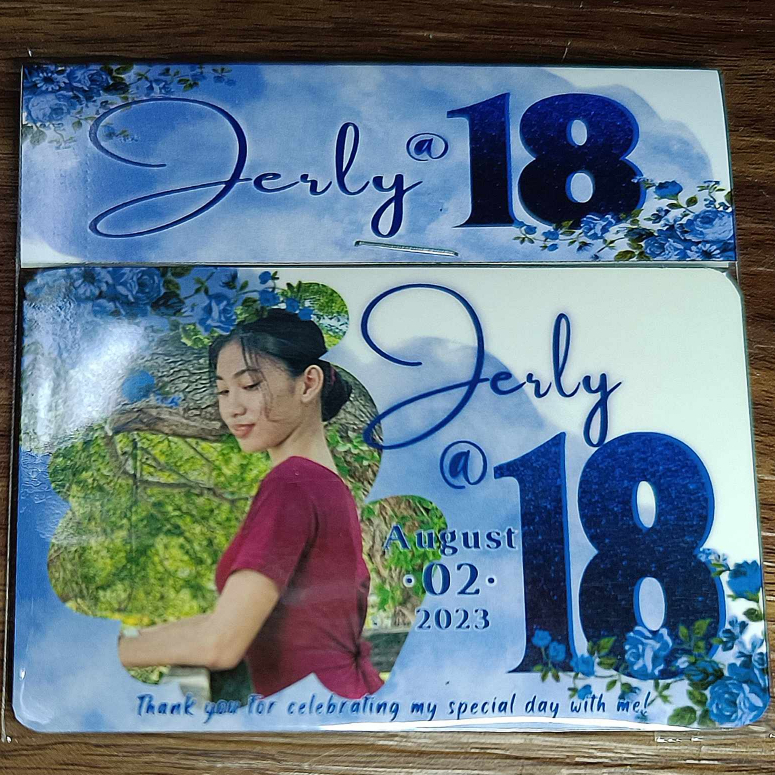 Jerly @ 18
Jerly
@ 18
August
·02·
2023
Thank you for celebrating my special day with me!